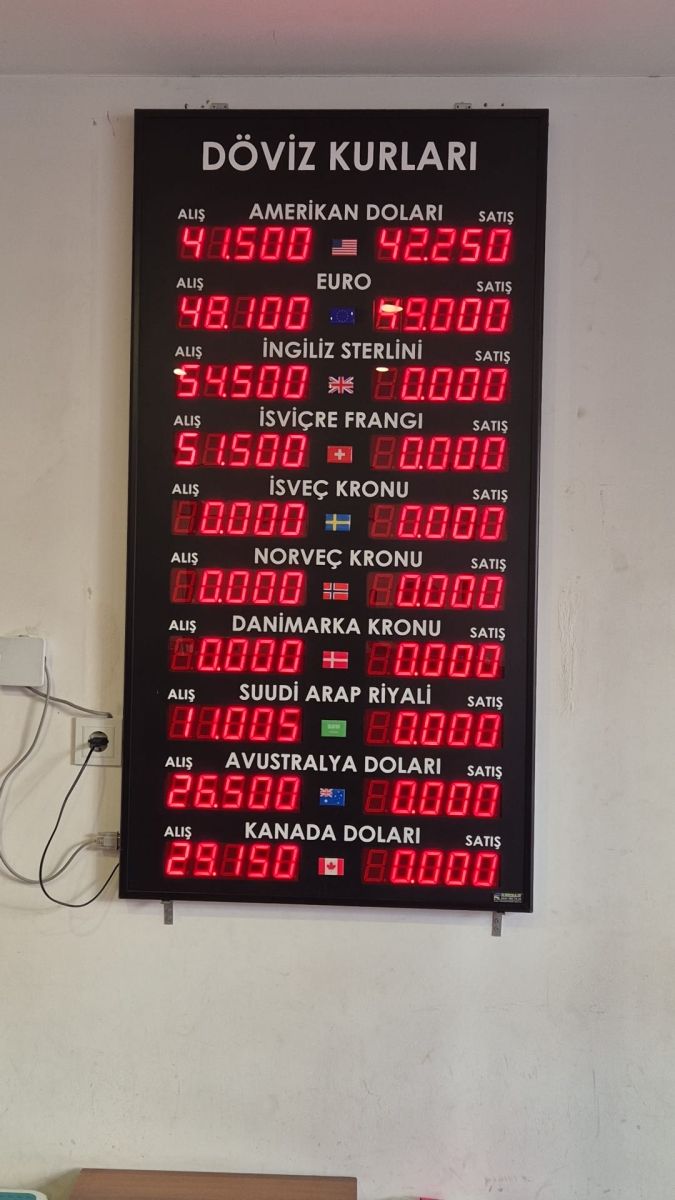 DÖVİZ KURLARI
ALIŞ AMERİKAN DOLARI SATIŞ
41.500 42.250
ALIŞ EURO SATIŞ
48.100 49.000
ALIŞ İNGİLİZ STERLİNİ SATIŞ
54.500 0.000
ALIŞ İSVİÇRE FRANGI SATIŞ
51.500 0.000
ALIŞ İSVEÇ KRONU SATIŞ
0.000 0.000
ALIŞ NORVEÇ KRONU SATIŞ
0.000 0.000
ALIŞ DANİMARKA KRONU SATIŞ
0.000 0.000
ALIŞ SUUDİ ARAP RİYALİ SATIŞ
11.005 0.000
ALIŞ AVUSTRALYA DOLARI SATIŞ
26.500 0.000
ALIŞ KANADA DOLARI SATIŞ
29.150 0.000